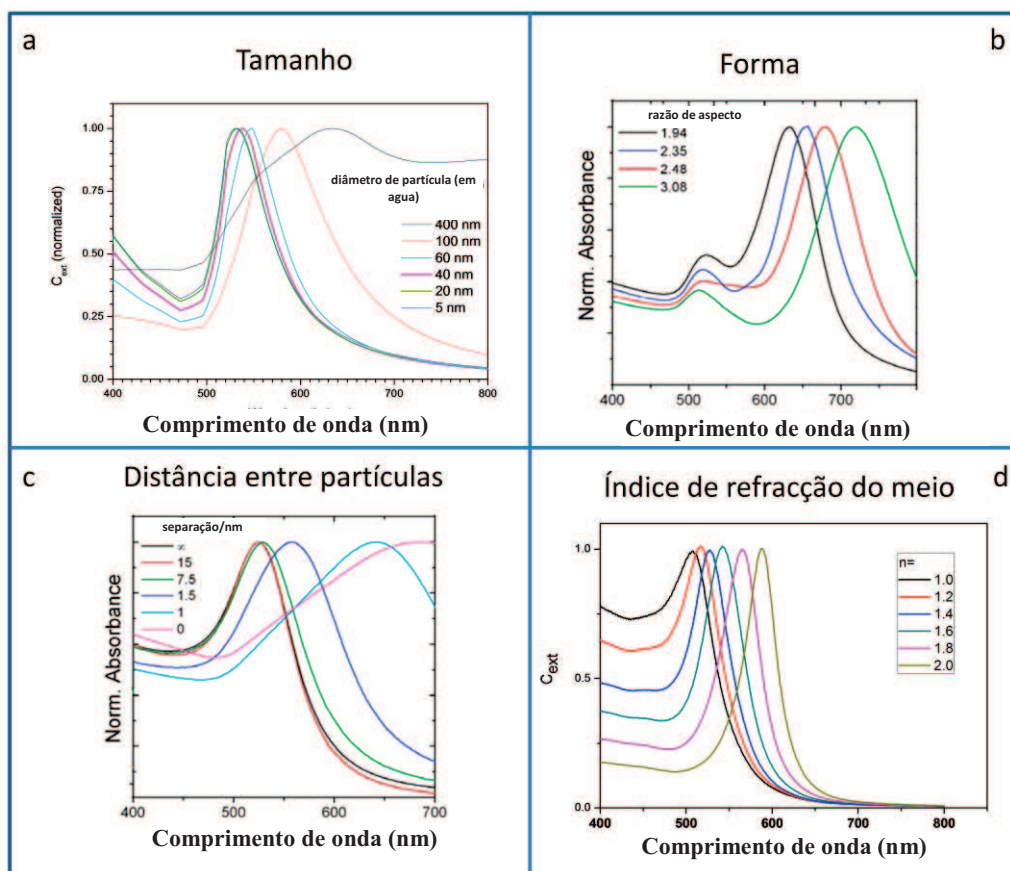 a
Tamanho
1.00
0.75
0.50
0.25
0.00
C_ext (normalized)
diâmetro de partícula (em
agua)
400 nm
100 nm
60 nm
40 nm
20 nm
5 nm
400 500 600 700 800
Comprimento de onda (nm)
b
Forma
razão de aspecto
1.94
2.35
2.48
3.08
Norm. Absorbance
400 500 600 700
Comprimento de onda (nm)
c
Distância entre partículas
separação/nm
∞
15
7.5
1.5
1
0
Norm. Absorbance
400 500 600 700
Comprimento de onda (nm)
d
Índice de refracção do meio
1.0
0.5
0.0
C_ext
n=
1.0
1.2
1.4
1.6
1.8
2.0
400 500 600 700 800
Comprimento de onda (nm)